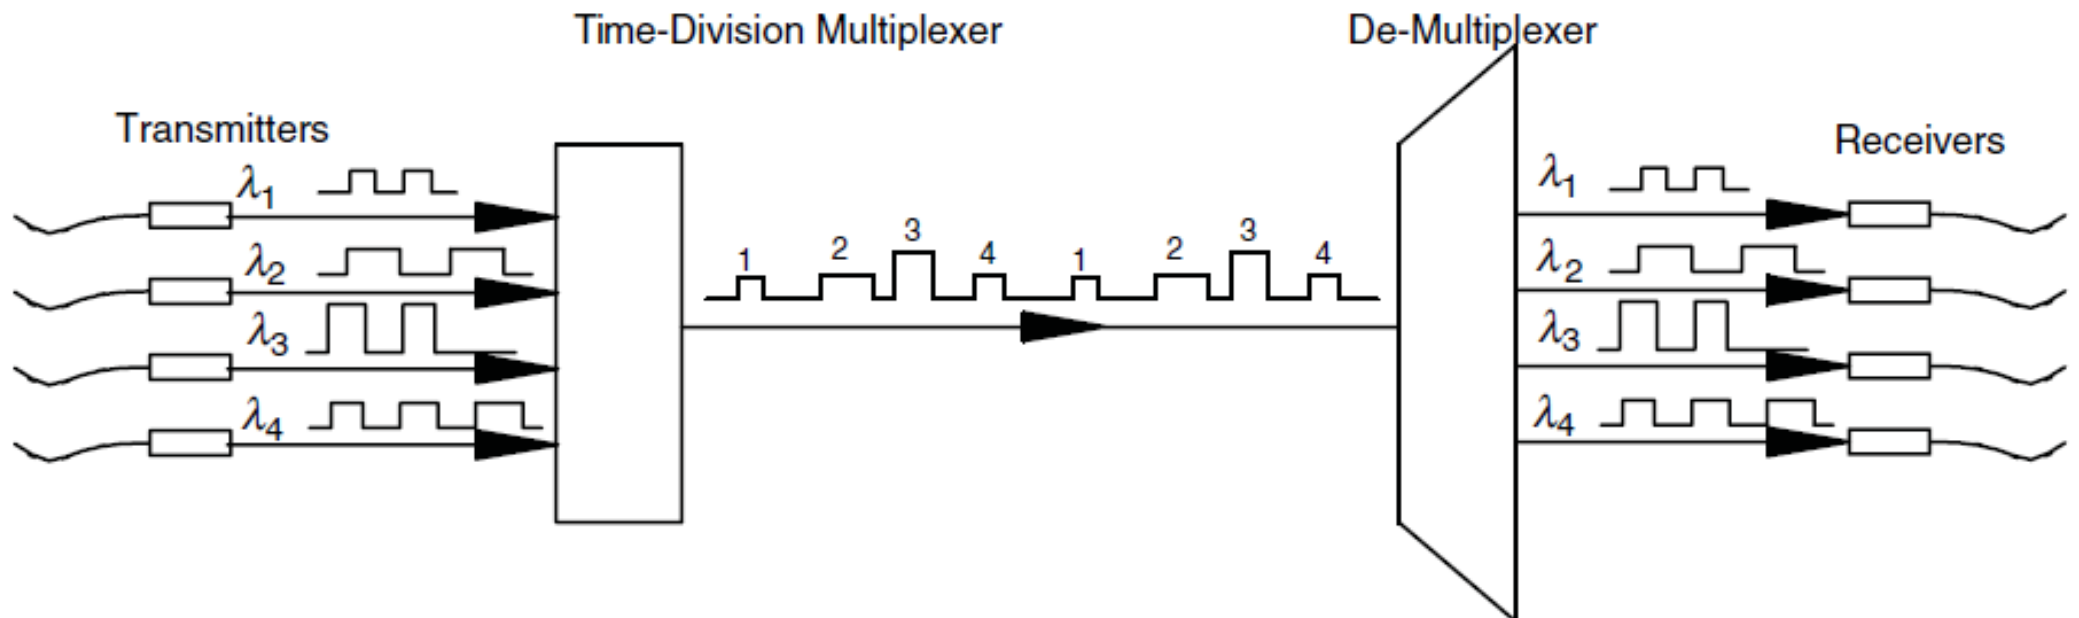 Time-Division Multiplexer
De-Multiplexer
Transmitters
Receivers
λ1
λ2
λ3
λ4
1 2 3 4 1 2 3 4
λ1
λ2
λ3
λ4